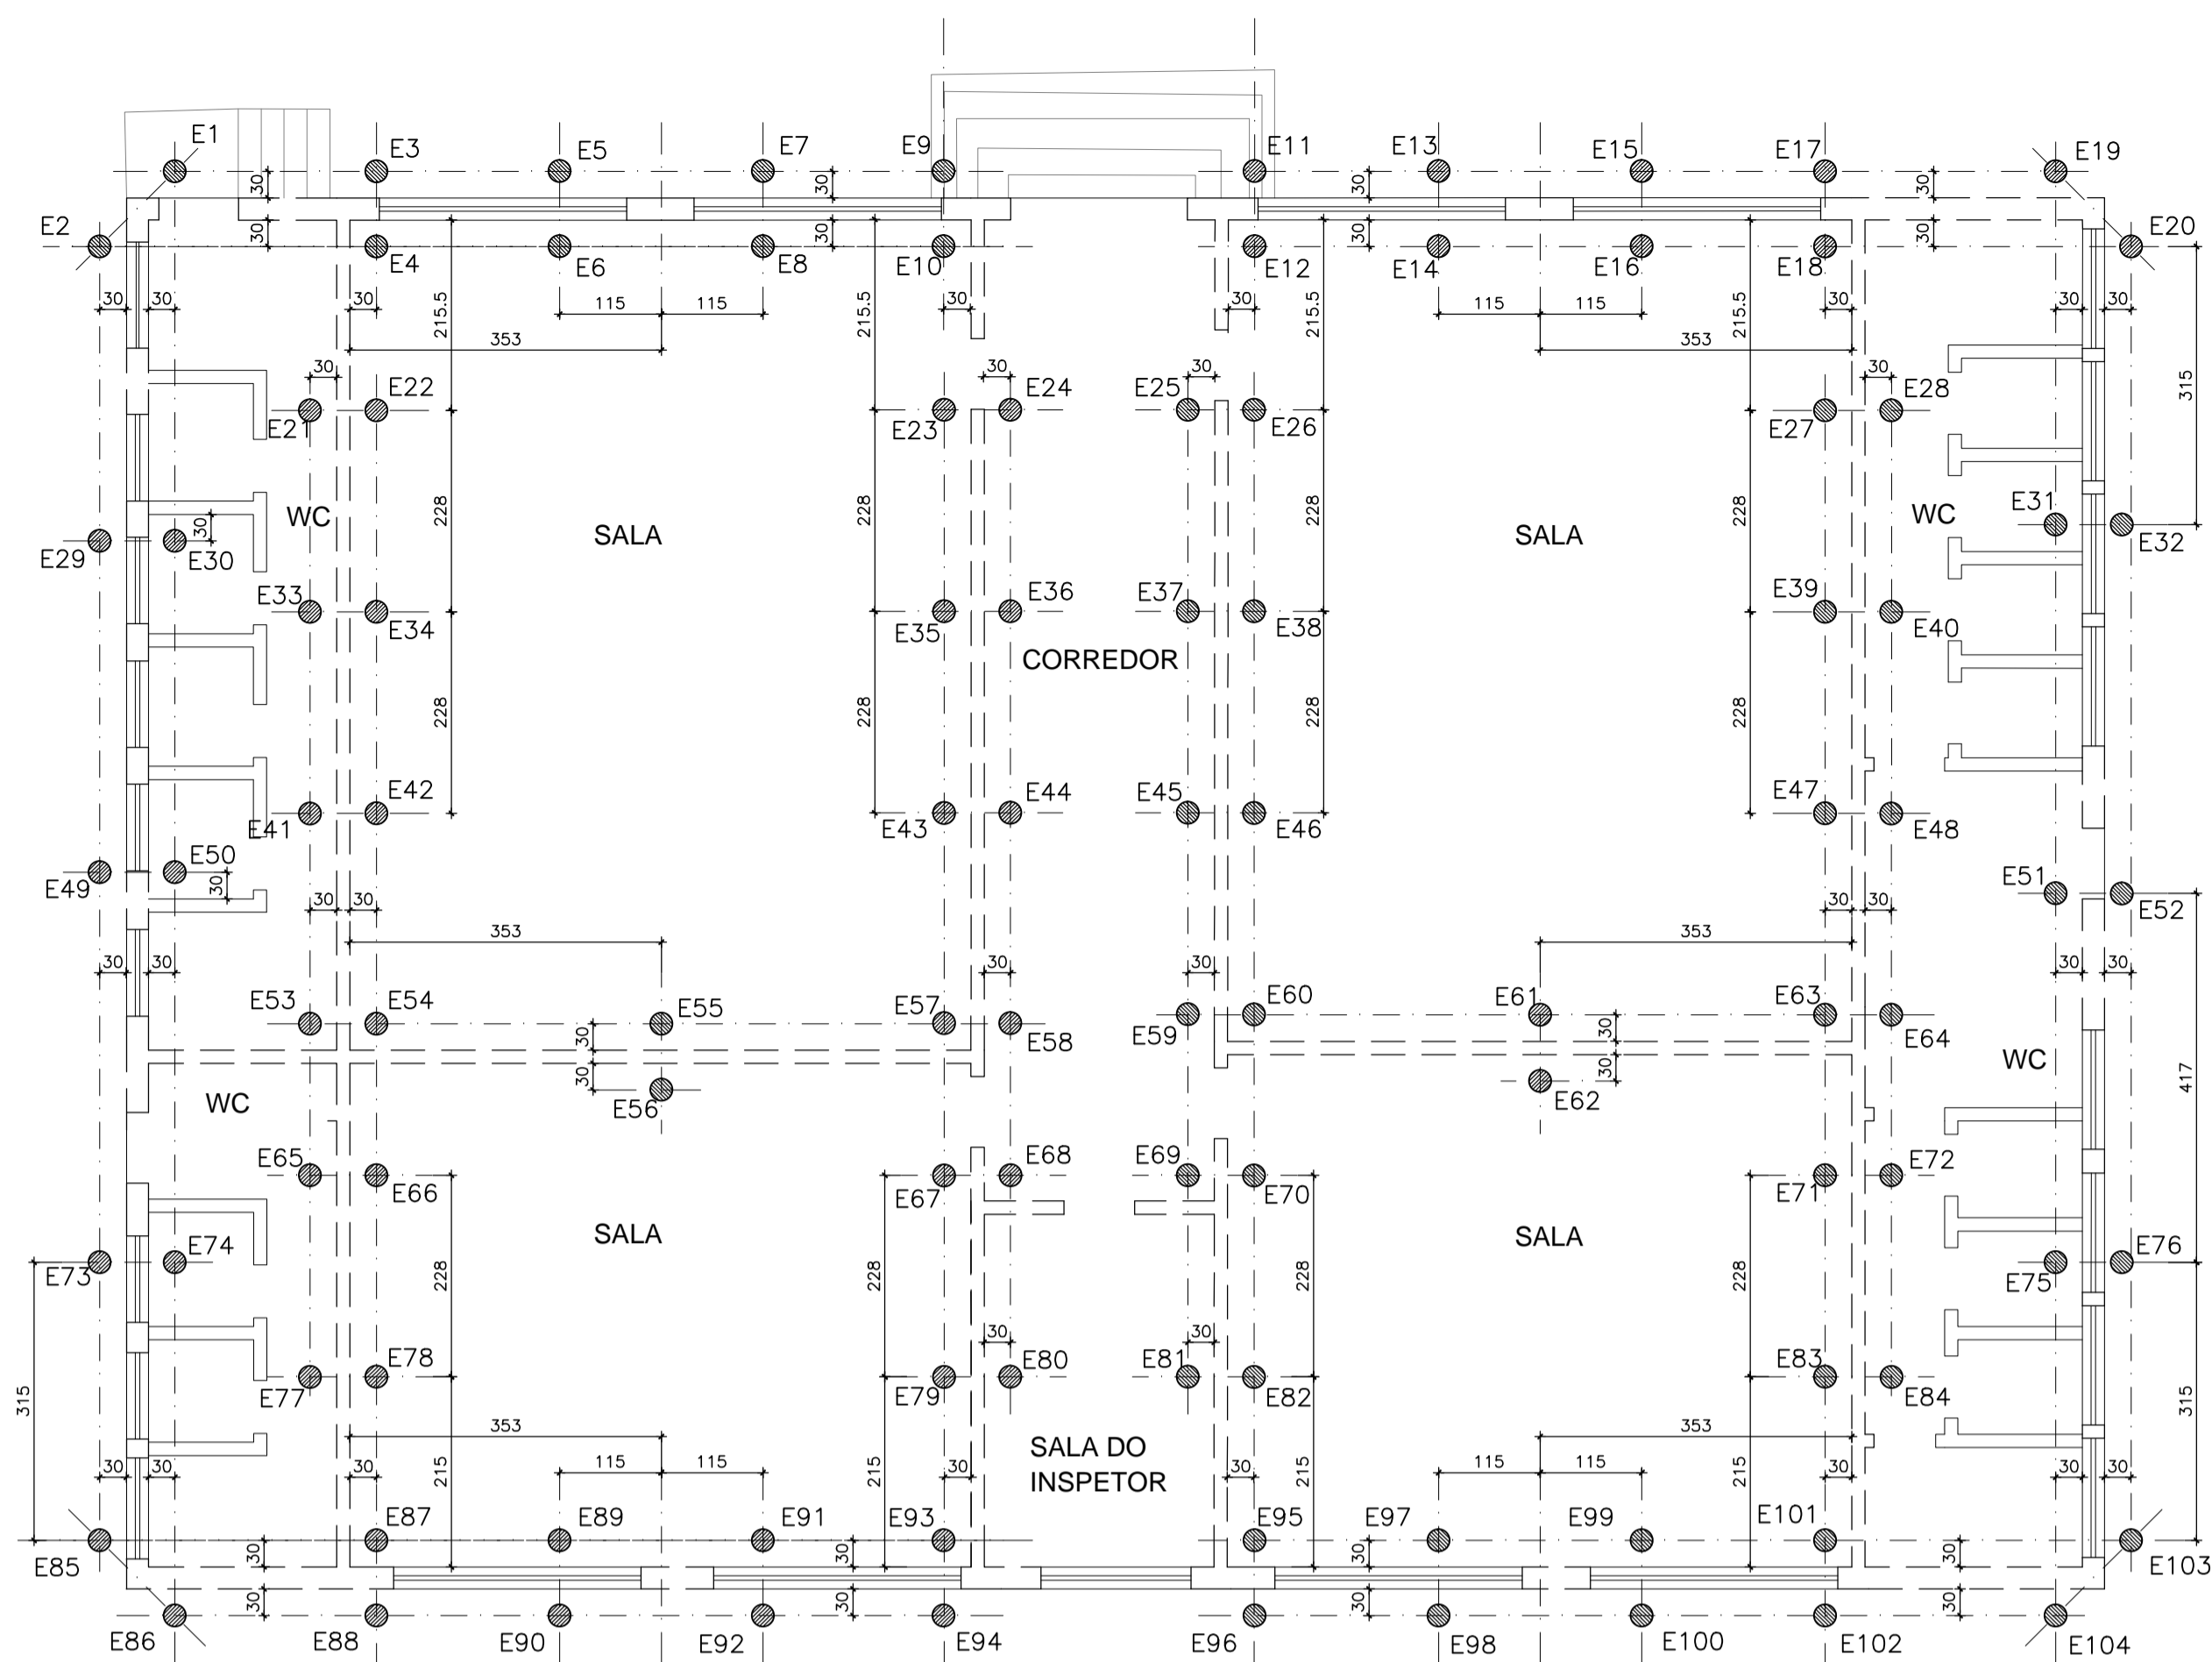 E1
E3
E5
E7
E9
E11
E13
E15
E17
E19
30
30
30
30
E2
E4
E6
E8
E10
E12
E14
E16
E18
E20
30
30
30
30
30
30
30
30
30
30
30
30
115
115
115
115
215.5
215.5
215.5
215.5
353
353
315
30
30
30
30
E21
E22
E23
E24
E25
E26
E27
E28
228
228
228
228
WC
SALA
SALA
WC
E29
E30
30
E31
E32
E33
E34
E35
E36
E37
E38
E39
E40
CORREDOR
228
228
228
228
E41
E42
E43
E44
E45
E46
E47
E48
E49
E50
30
E51
E52
30
30
30
30
353
353
30
30
30
30
30
30
E53
E54
E55
E57
E58
E59
E60
E61
E63
E64
30
30
30
30
E56
E62
WC
WC
417
E65
E66
E67
E68
E69
E70
E71
E72
SALA
SALA
E73
E74
E75
E76
228
228
228
228
315
315
30
30
E77
E78
E79
E80
E81
E82
E83
E84
353
353
SALA DO
INSPETOR
115
115
115
115
215
215
215
215
30
30
30
30
30
30
30
30
E85
E87
E89
E91
E93
E95
E97
E99
E101
E103
30
30
30
30
30
30
30
30
E86
E88
E90
E92
E94
E96
E98
E100
E102
E104